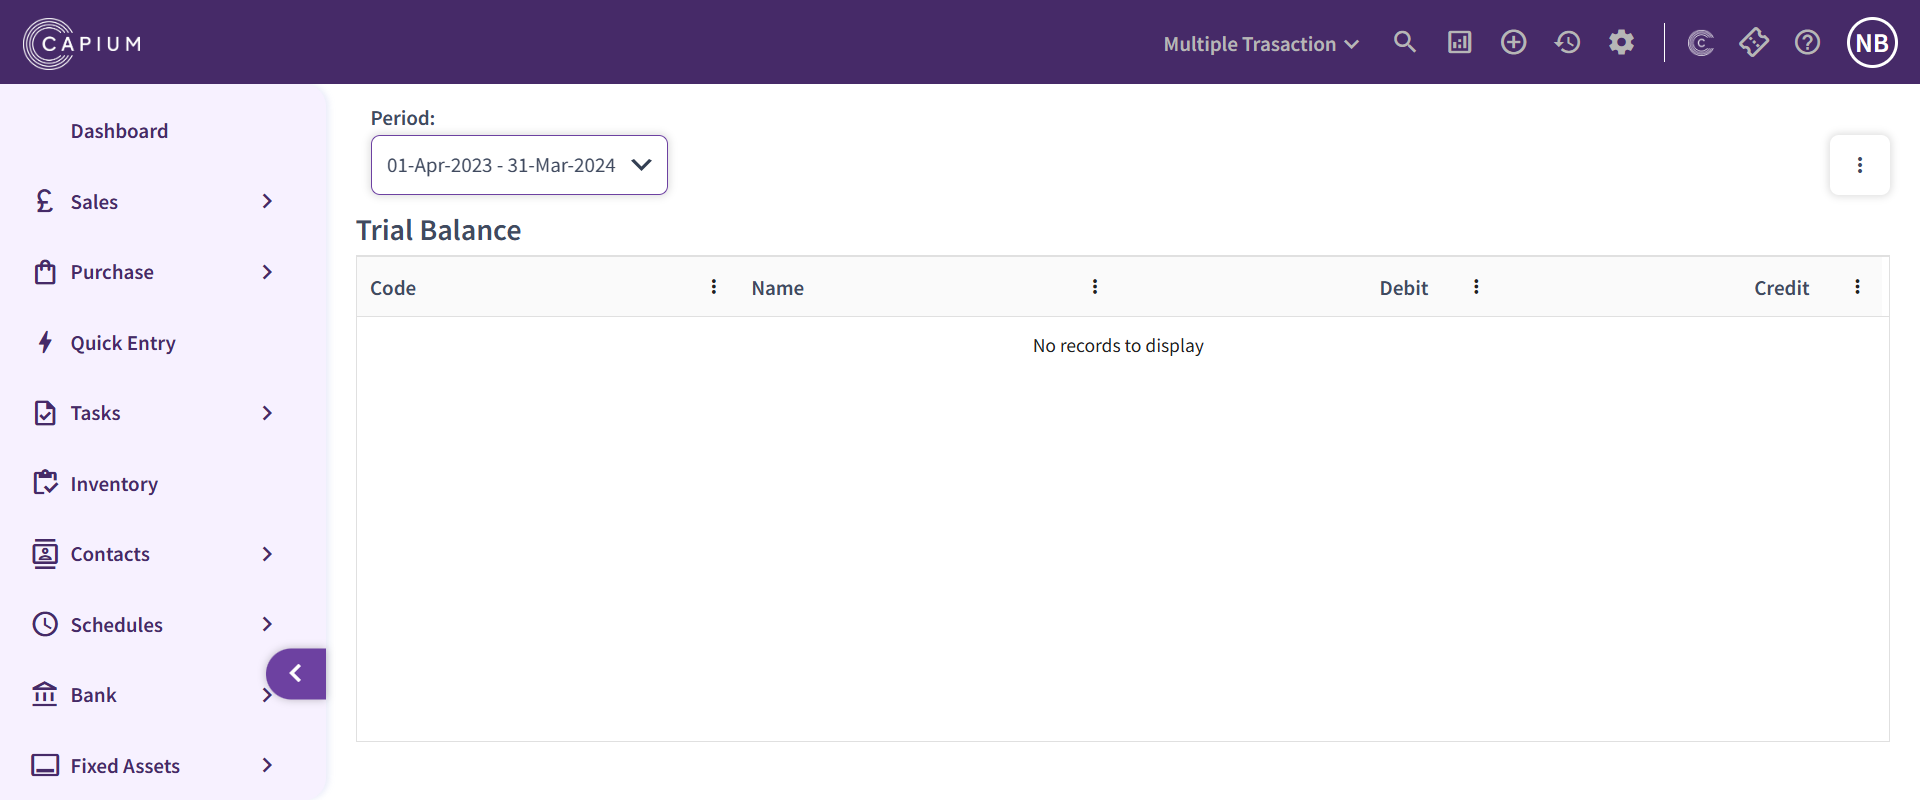 CAPIUM
Multiple Trasaction
C
NB
Dashboard
Sales
Purchase
Quick Entry
Tasks
Inventory
Contacts
Schedules
Bank
Fixed Assets
Period:
01-Apr-2023 - 31-Mar-2024
Trial Balance
Code Name Debit Credit
No records to display